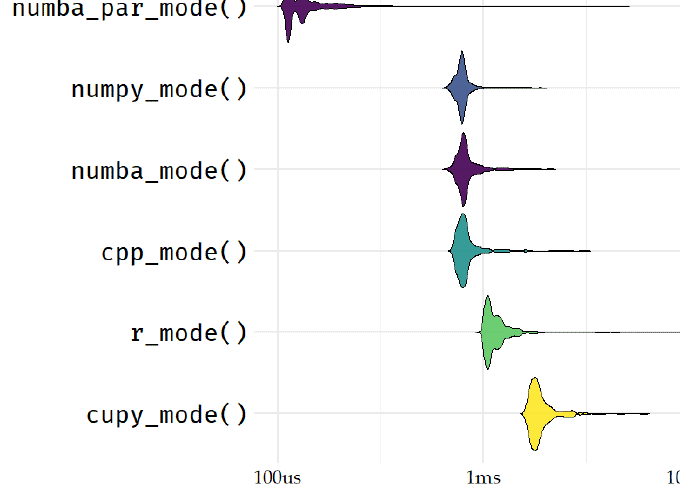 numba_par_mode()
numpy_mode()
numba_mode()
cpp_mode()
r_mode()
cupy_mode()
100us 1ms